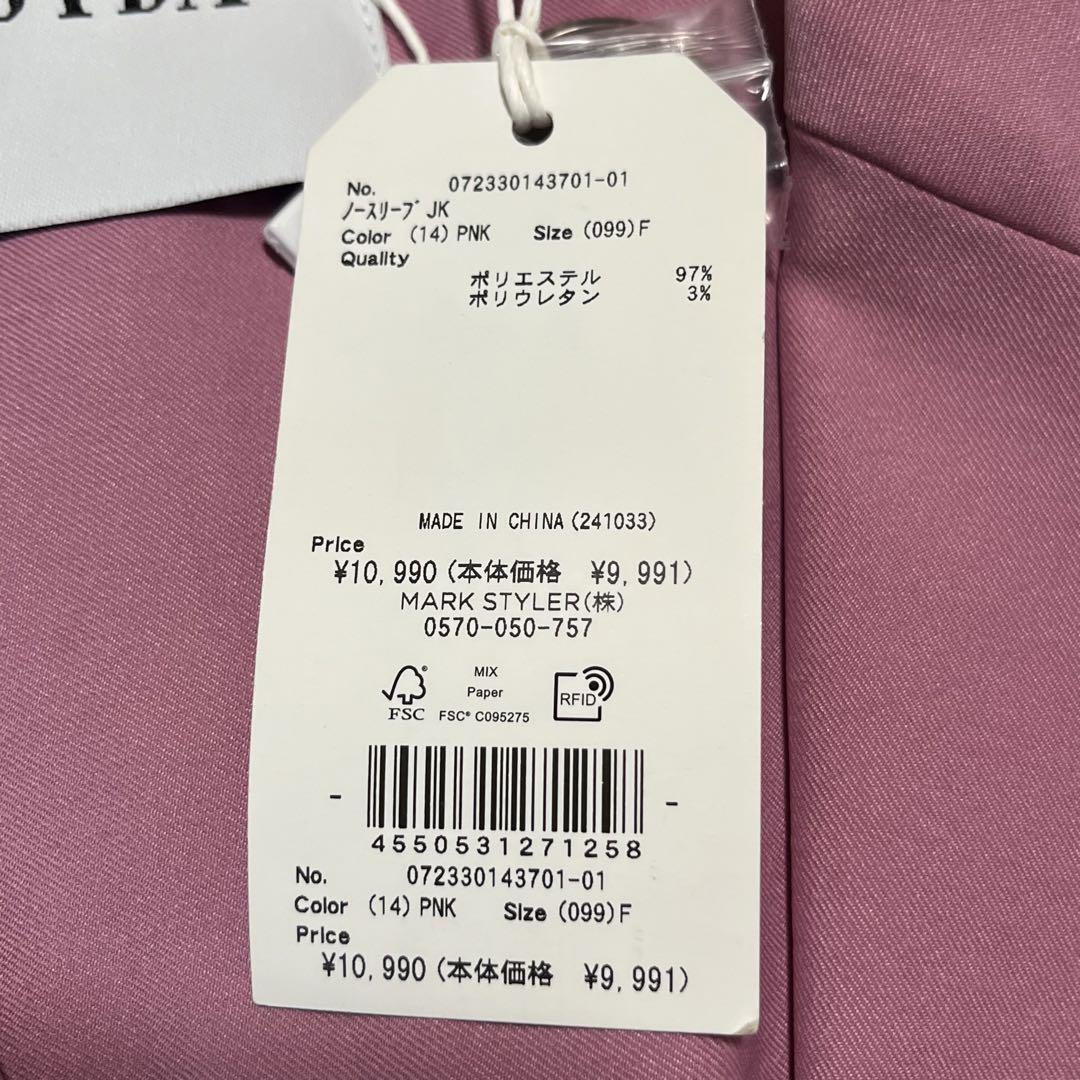 No. 072330143701-01
ﾉｰｽﾘｰﾌﾞJK
Color (14) PNK Size (099) F
Quality
ポリエステル 97%
ポリウレタン 3%
MADE IN CHINA (241033)
Price
¥10,990 (本体価格 ¥9,991)
MARK STYLER(株)
0570-050-757
MIX
Paper
FSC® C095275
FSC
RFID
- -
4550531271258
No. 072330143701-01
Color (14) PNK Size (099) F
Price
¥10,990 (本体価格 ¥9,991)